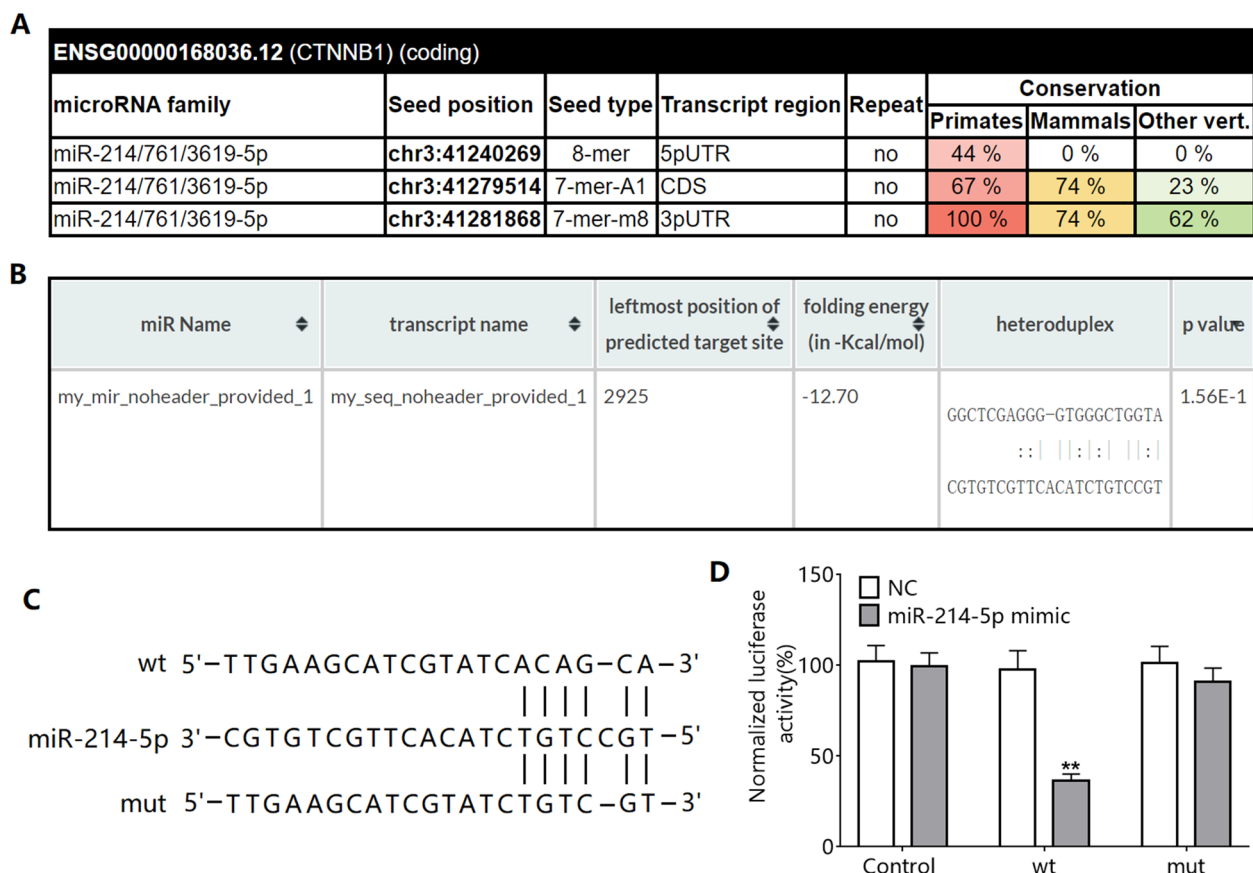 A
ENSG00000168036.12 (CTNNB1) (coding)
microRNA family Seed position Seed type Transcript region Repeat Conservation
Primates Mammals Other vert.
miR-214/761/3619-5p chr3:41240269 8-mer 5pUTR no 44 % 0 % 0 %
miR-214/761/3619-5p chr3:41279514 7-mer-A1 CDS no 67 % 74 % 23 %
miR-214/761/3619-5p chr3:41281868 7-mer-m8 3pUTR no 100 % 74 % 62 %
B
miR Name transcript name leftmost position of predicted target site folding energy (in -Kcal/mol) heteroduplex p value
my_mir_noheader_provided_1 my_seq_noheader_provided_1 2925 -12.70 1.56E-1
GGCTCGAGGG-GTGGGCTGGTA
::| ||:|:| ||:|
CGTGTCGTTCACATCTGTCCGT
C
wt 5'-TTGAAGCATCGTATCACAG-CA-3'
miR-214-5p 3'-CGTGTCGTTCACATCTGTCCGT-5'
mut 5'-TTGAAGCATCGTATCTGTC-GT-3'
D
Normalized luciferase activity(%)
150
100
50
0
NC
miR-214-5p mimic
**
Control wt mut